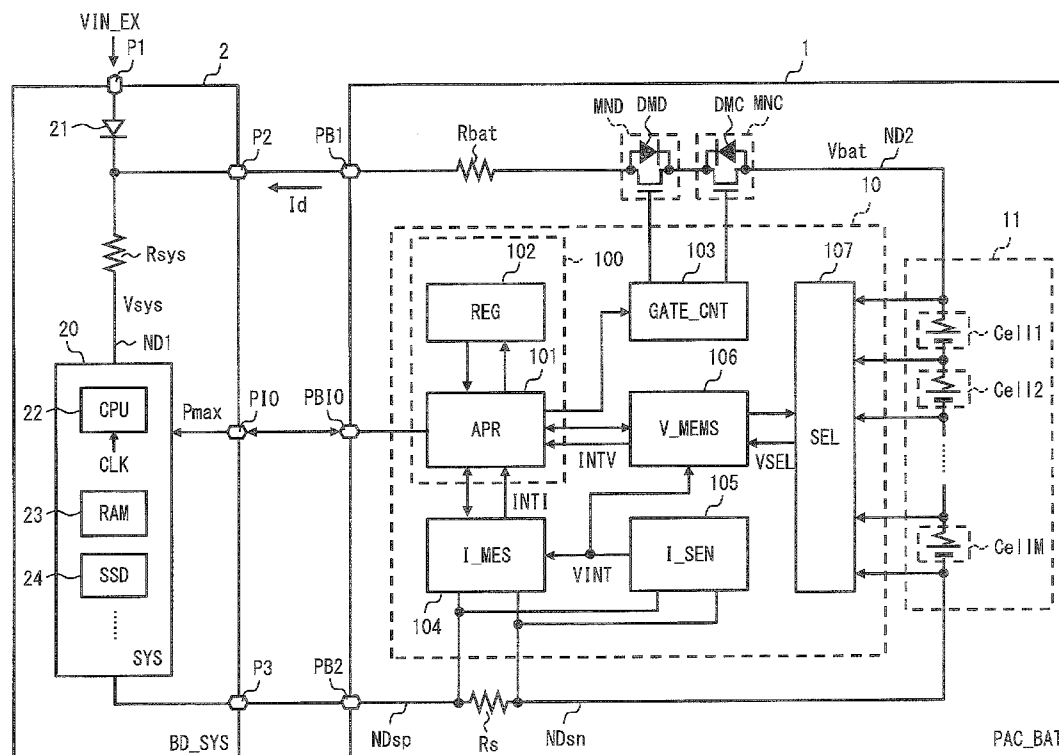 VIN_EX
P1
2
1
21
MND
DMD
DMC
MNC
P2
PB1
Rbat
Vbat
ND2
Id
10
11
Rsys
102
100
103
107
Vsys
REG
GATE_CNT
Cell1
20
ND1
101
106
22
CPU
Pmax
PIO
PBIO
APR
V_MEMS
SEL
Cell2
CLK
INTV
VSEL
105
23
RAM
INTI
24
SSD
I_MES
VINT
I_SEN
CellM
104
SYS
P3
PB2
BD_SYS
NDsp
Rs
NDsn
PAC_BAT